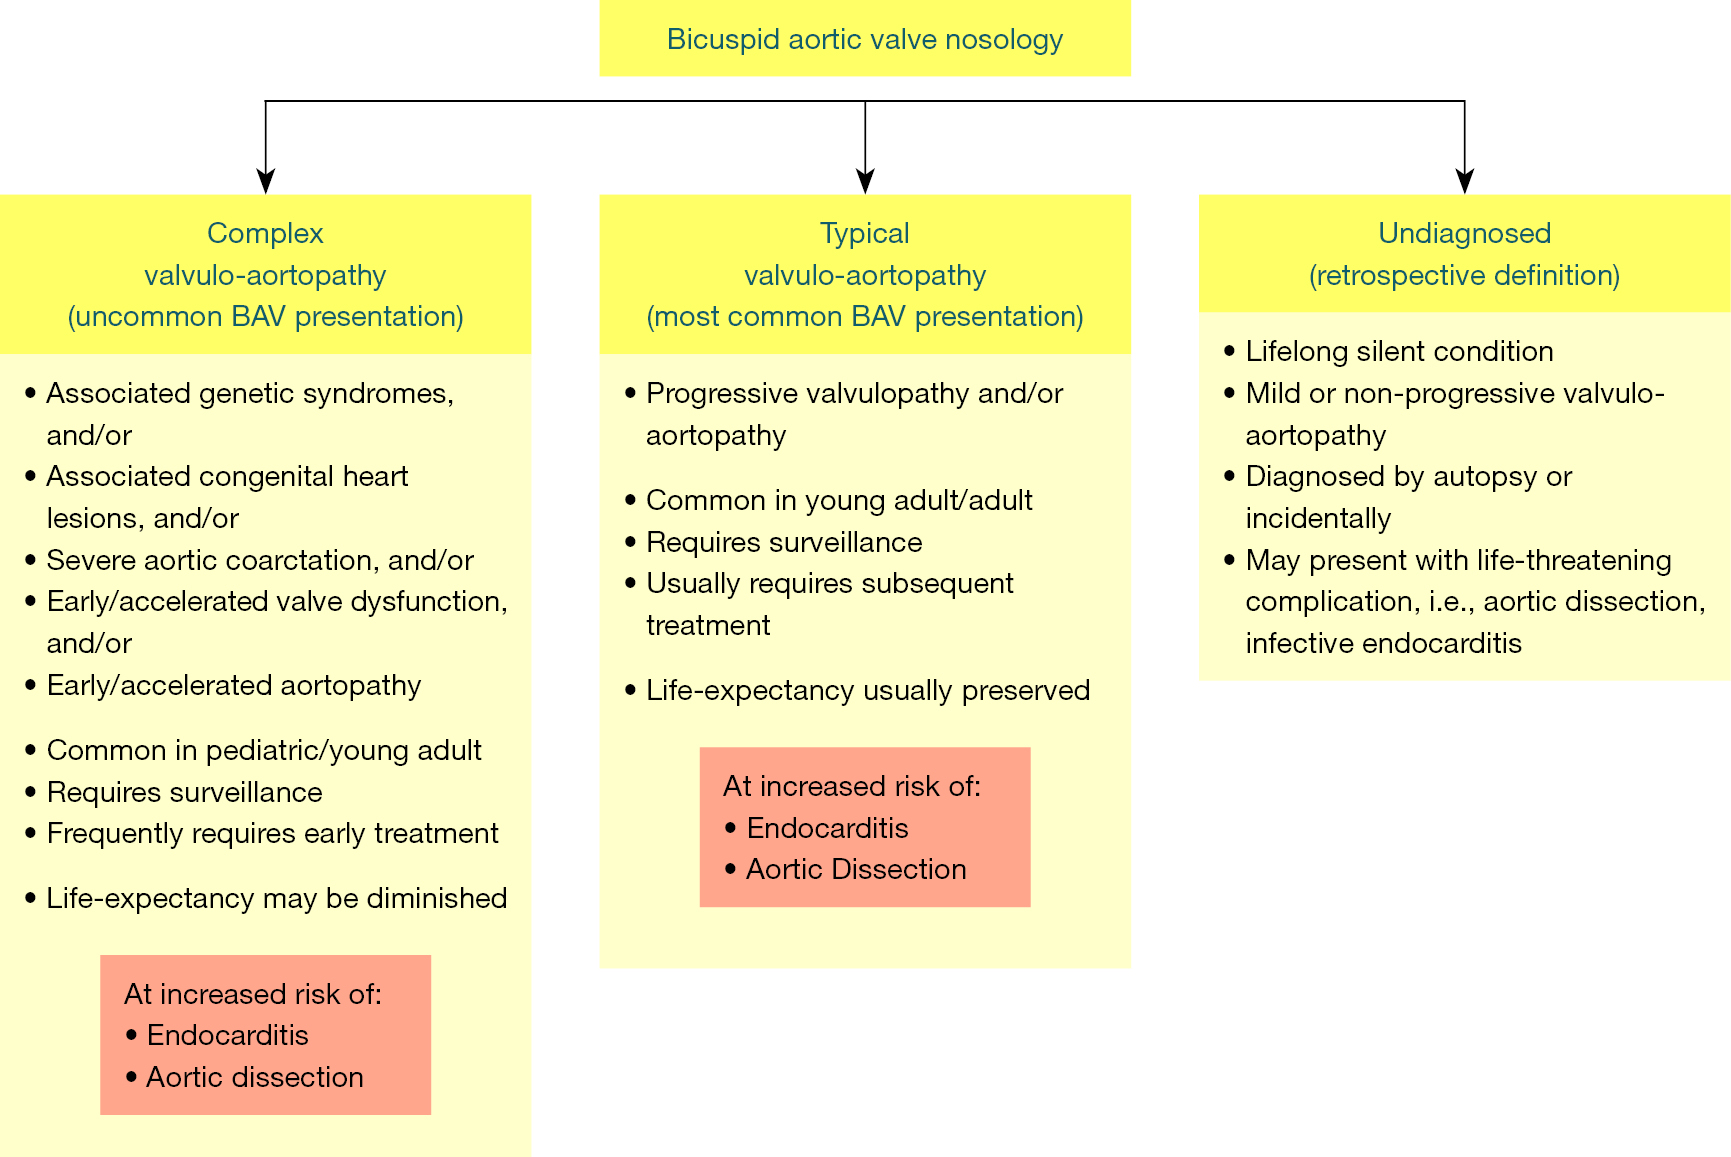 Bicuspid aortic valve nosology
Complex
valvulo-aortopathy
(uncommon BAV presentation)
• Associated genetic syndromes,
and/or
• Associated congenital heart
lesions, and/or
• Severe aortic coarctation, and/or
• Early/accelerated valve dysfunction,
and/or
• Early/accelerated aortopathy
• Common in pediatric/young adult
• Requires surveillance
• Frequently requires early treatment
• Life-expectancy may be diminished
At increased risk of:
• Endocarditis
• Aortic dissection
Typical
valvulo-aortopathy
(most common BAV presentation)
• Progressive valvulopathy and/or
aortopathy
• Common in young adult/adult
• Requires surveillance
• Usually requires subsequent
treatment
• Life-expectancy usually preserved
At increased risk of:
• Endocarditis
• Aortic Dissection
Undiagnosed
(retrospective definition)
• Lifelong silent condition
• Mild or non-progressive valvulo-
aortopathy
• Diagnosed by autopsy or
incidentally
• May present with life-threatening
complication, i.e., aortic dissection,
infective endocarditis